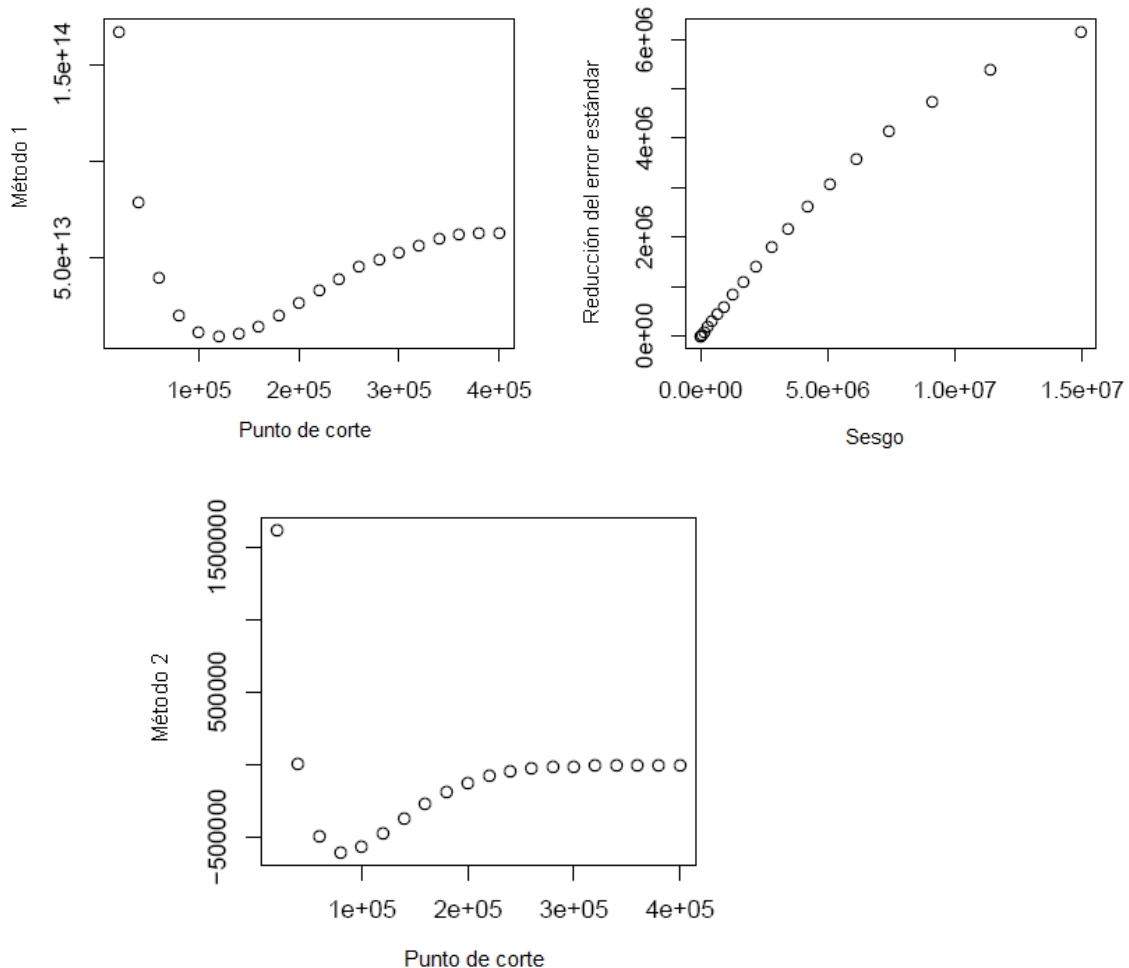 Método 1
1.5e+14
5.0e+13
1e+05 2e+05 3e+05 4e+05
Punto de corte
Reducción del error estándar
6e+06
4e+06
2e+06
0e+00
0.0e+00 5.0e+06 1.0e+07 1.5e+07
Sesgo
Método 2
1500000
500000
−500000
1e+05 2e+05 3e+05 4e+05
Punto de corte